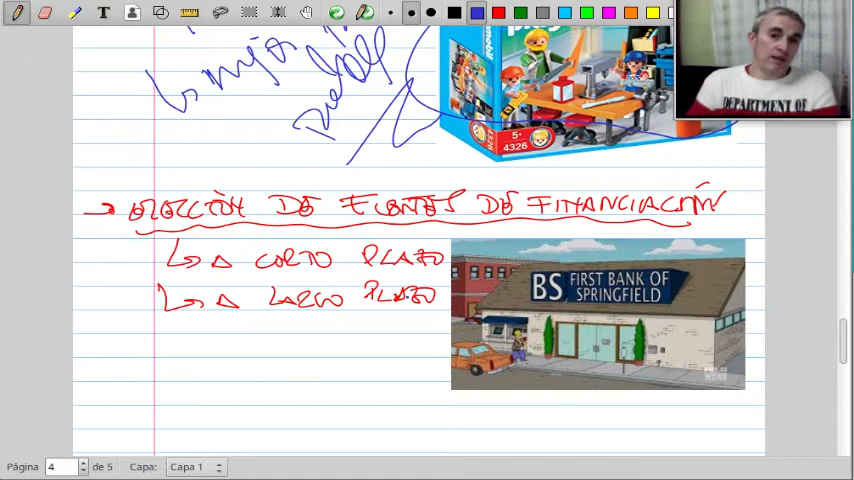 DEPARTMENT OF
5+
4326
→ ELECCIÓN DE FUENTES DE FINANCIACIÓN
↳ A CORTO PLAZO
↳ A LARGO PLAZO
BS FIRST BANK OF
SPRINGFIELD
Página 4 de 5 Capa: Capa 1